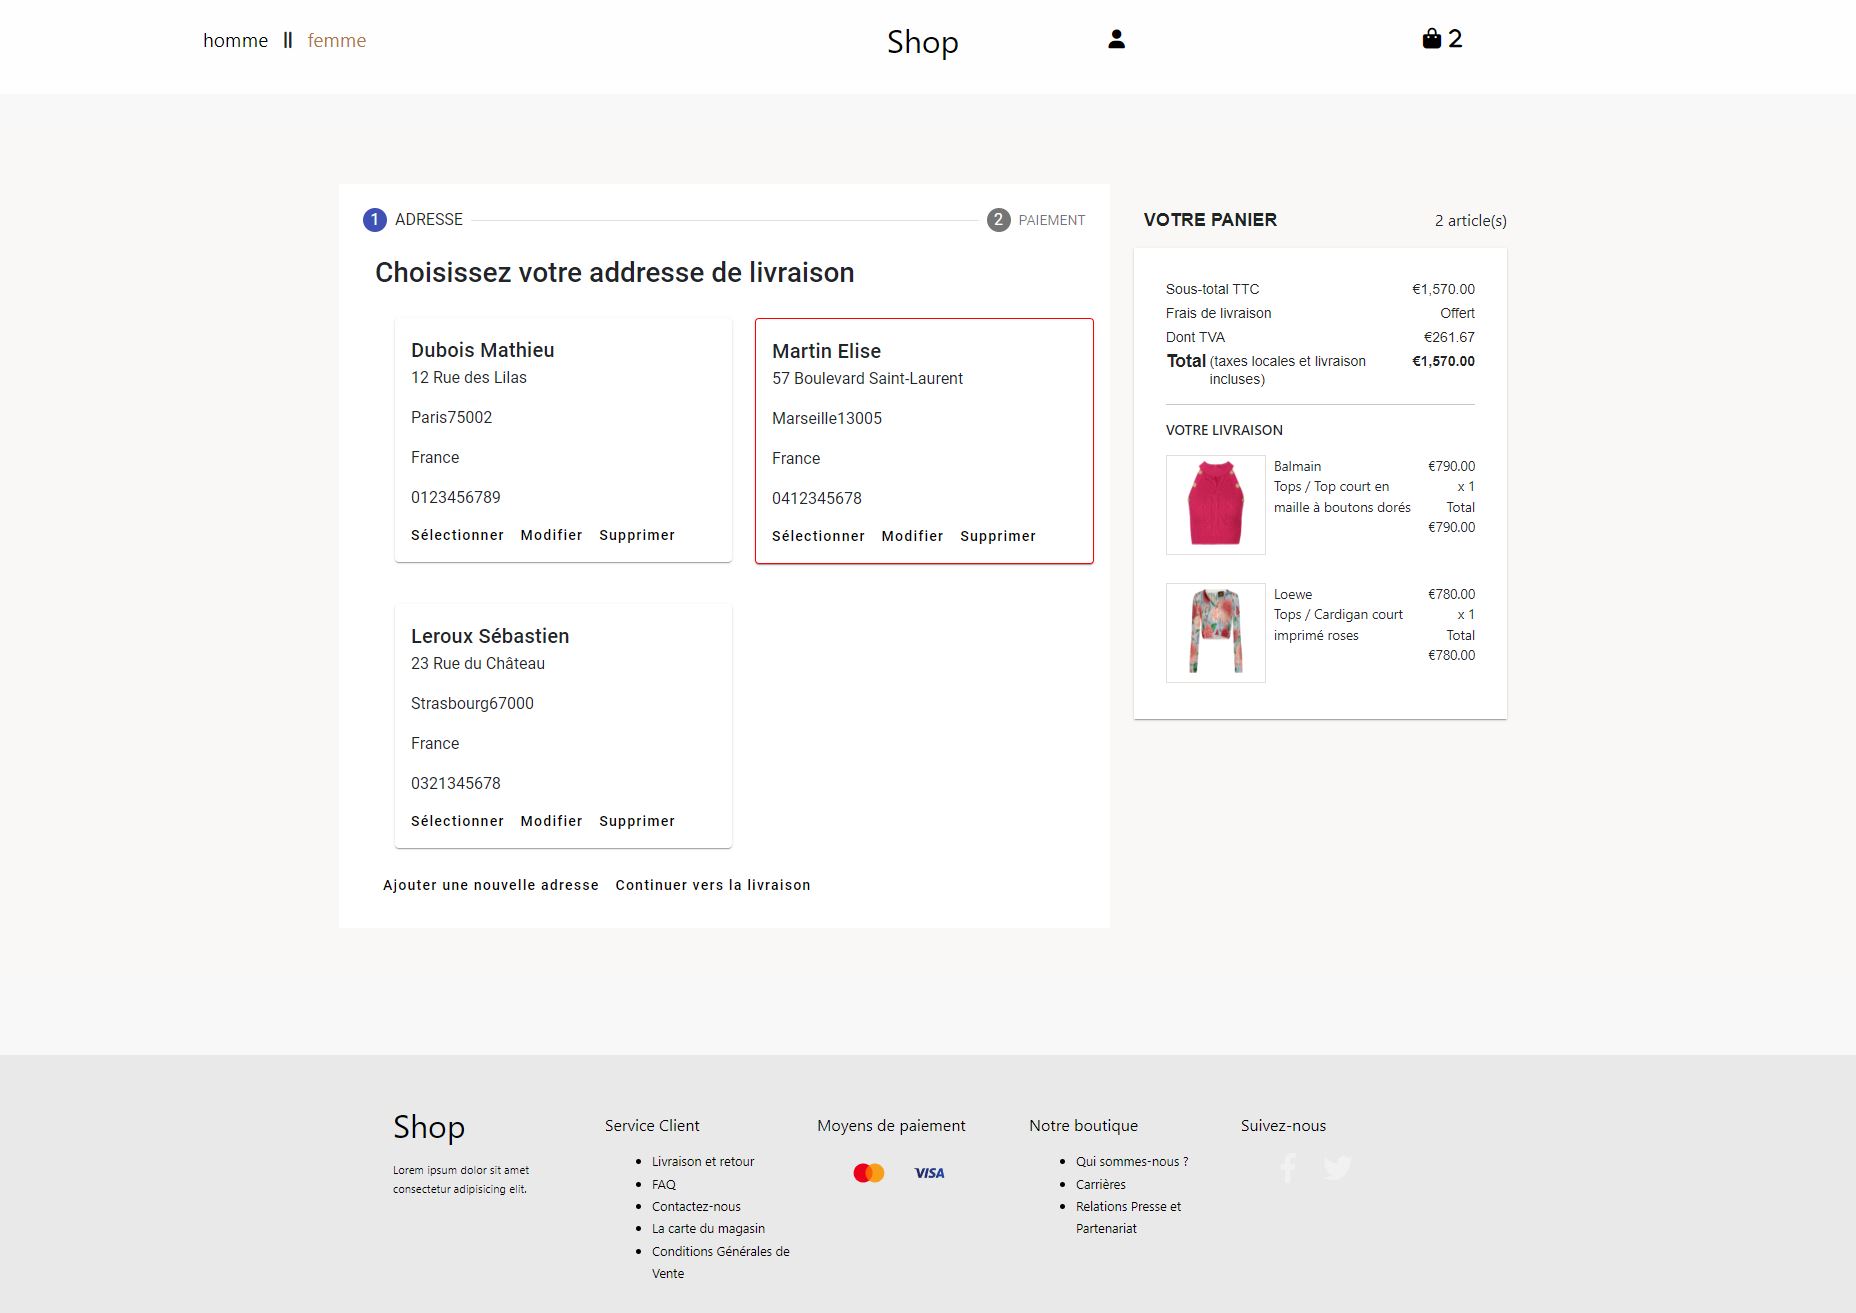 homme || femme
Shop
2
1 ADRESSE
2 PAIEMENT
Choisissez votre addresse de livraison
Dubois Mathieu
12 Rue des Lilas
Paris75002
France
0123456789
Sélectionner Modifier Supprimer
Martin Elise
57 Boulevard Saint-Laurent
Marseille13005
France
0412345678
Sélectionner Modifier Supprimer
Leroux Sébastien
23 Rue du Château
Strasbourg67000
France
0321345678
Sélectionner Modifier Supprimer
Ajouter une nouvelle adresse Continuer vers la livraison
VOTRE PANIER 2 article(s)
Sous-total TTC €1,570.00
Frais de livraison Offert
Dont TVA €261.67
Total (taxes locales et livraison €1,570.00
incluses)
VOTRE LIVRAISON
Balmain €790.00
Tops / Top court en x 1
maille à boutons dorés Total
€790.00
Loewe €780.00
Tops / Cardigan court x 1
imprimé roses Total
€780.00
Shop
Lorem ipsum dolor sit amet
consectetur adipisicing elit.
Service Client
Livraison et retour
FAQ
Contactez-nous
La carte du magasin
Conditions Générales de
Vente
Moyens de paiement
VISA
Notre boutique
Qui sommes-nous ?
Carrières
Relations Presse et
Partenariat
Suivez-nous